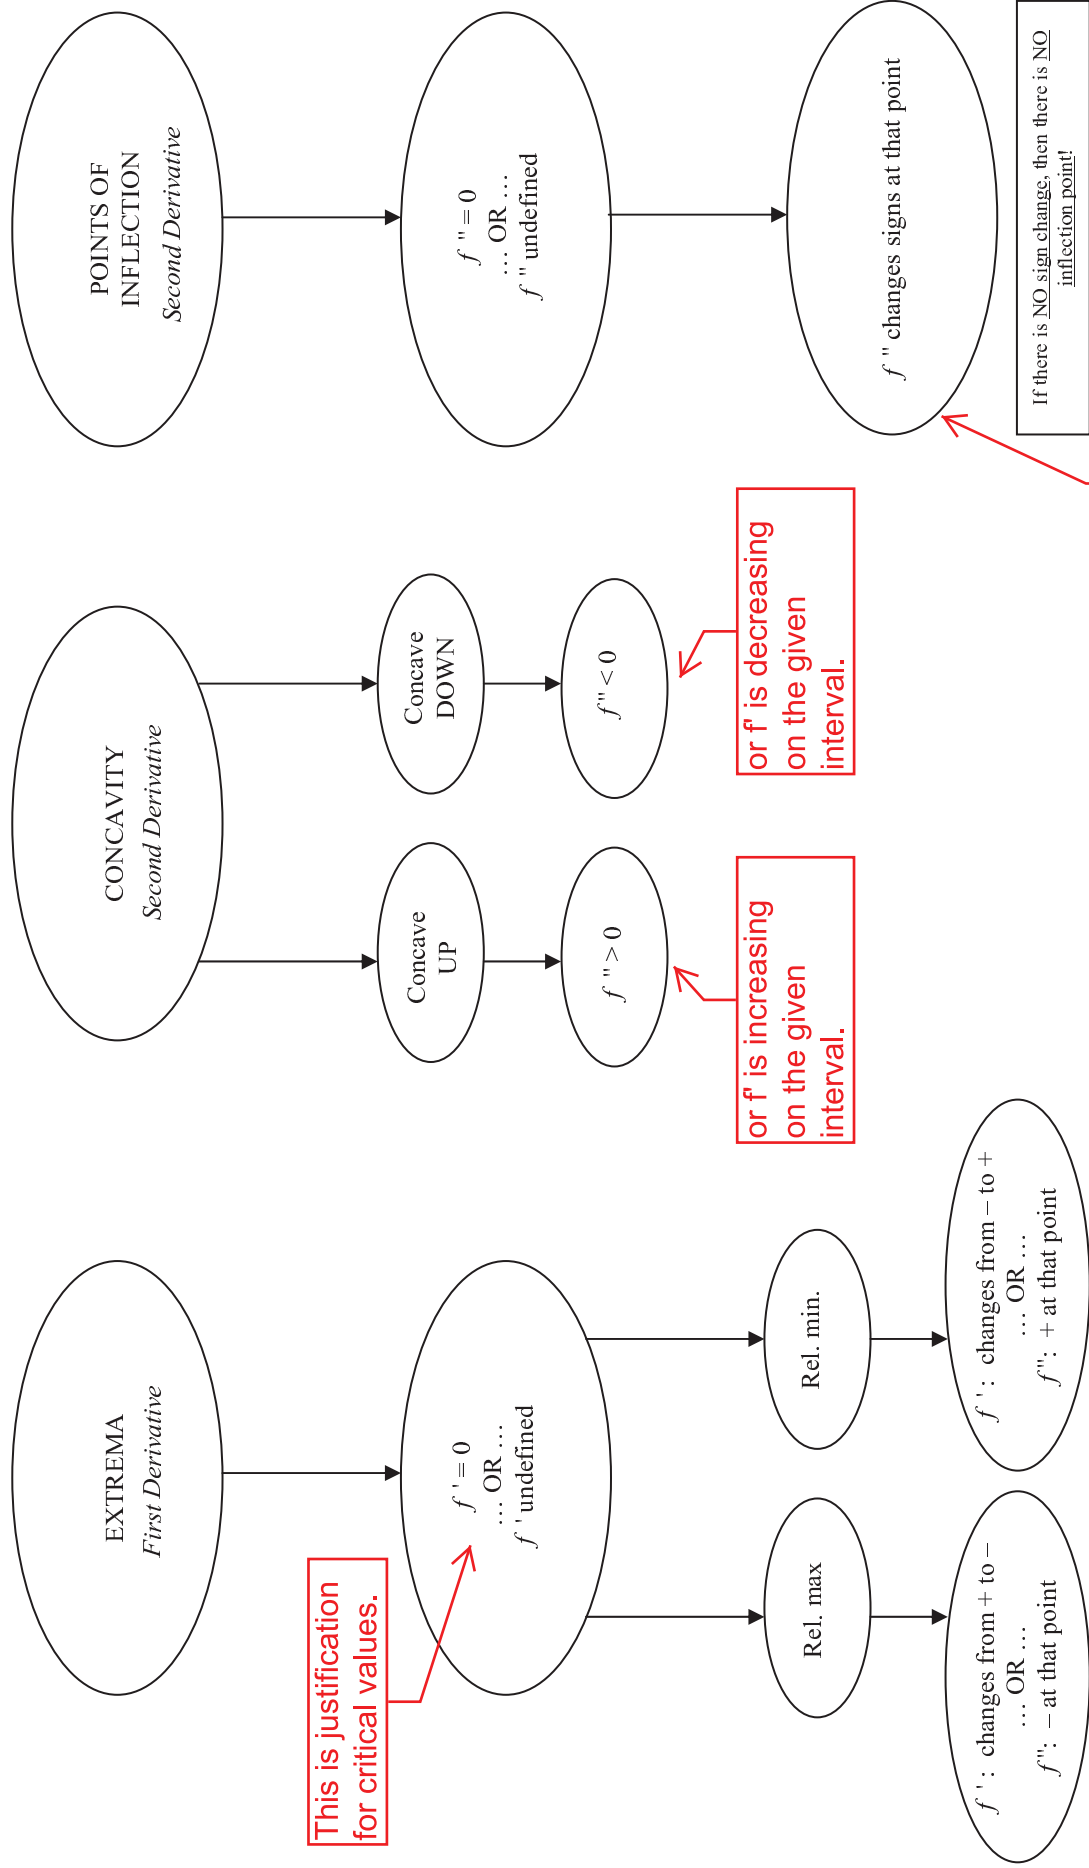 EXTREMA
First Derivative
This is justification
for critical values.
f ' = 0
… OR …
f ' undefined
Rel. max
Rel. min.
f ' : changes from + to −
… OR …
f ": − at that point
f ' : changes from − to +
… OR …
f ": + at that point
CONCAVITY
Second Derivative
Concave
UP
Concave
DOWN
f " > 0
f " < 0
or f' is increasing
on the given
interval.
or f' is decreasing
on the given
interval.
POINTS OF
INFLECTION
Second Derivative
f " = 0
… OR …
f " undefined
f " changes signs at that point
If there is NO sign change, then there is NO
inflection point!